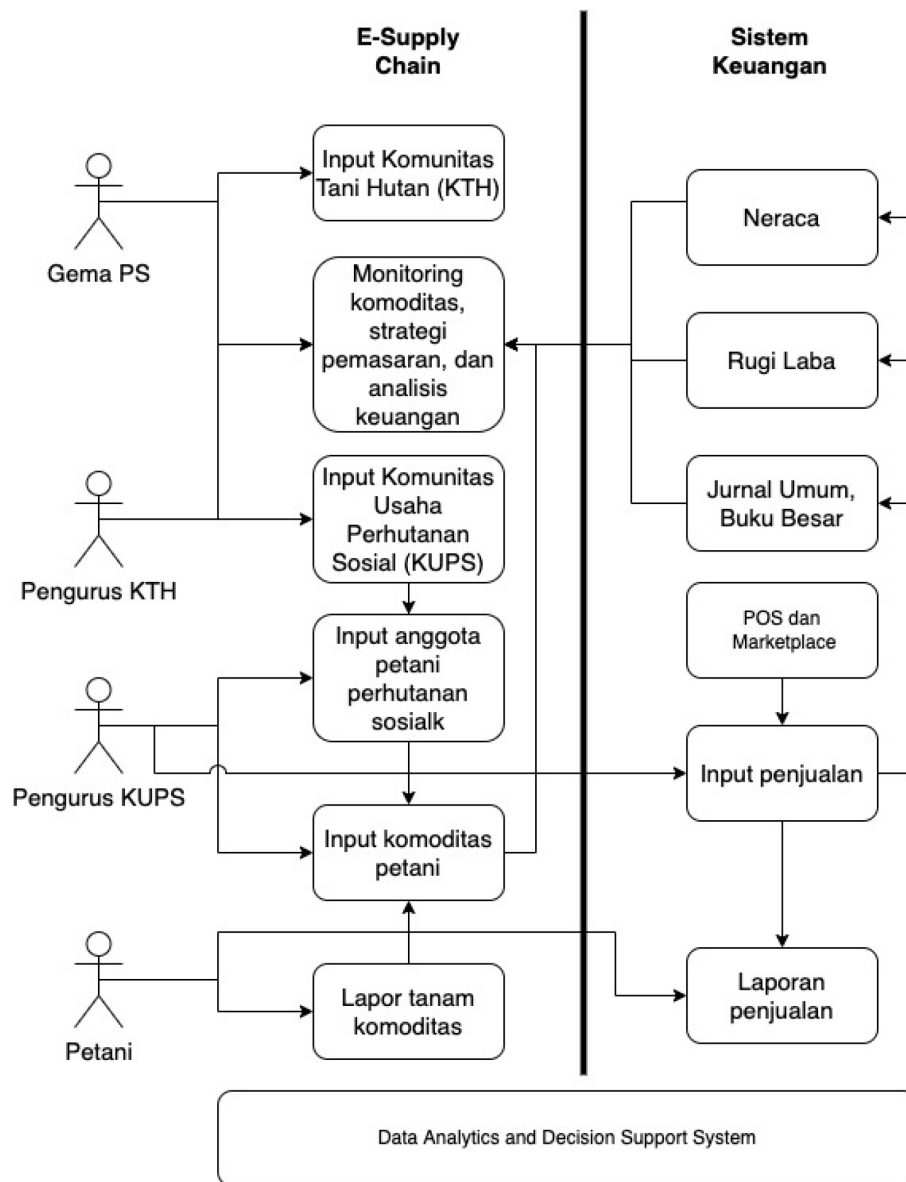 E-Supply
Chain
Sistem
Keuangan
Input Komunitas
Tani Hutan (KTH)
Gema PS
Neraca
Monitoring
komoditas,
strategi
pemasaran, dan
analisis
keuangan
Rugi Laba
Pengurus KTH
Input Komunitas
Usaha
Perhutanan
Sosial (KUPS)
Jurnal Umum,
Buku Besar
POS dan
Marketplace
Input anggota
petani
perhutanan
sosialk
Pengurus KUPS
Input penjualan
Input komoditas
petani
Petani
Lapor tanam
komoditas
Laporan
penjualan
Data Analytics and Decision Support System